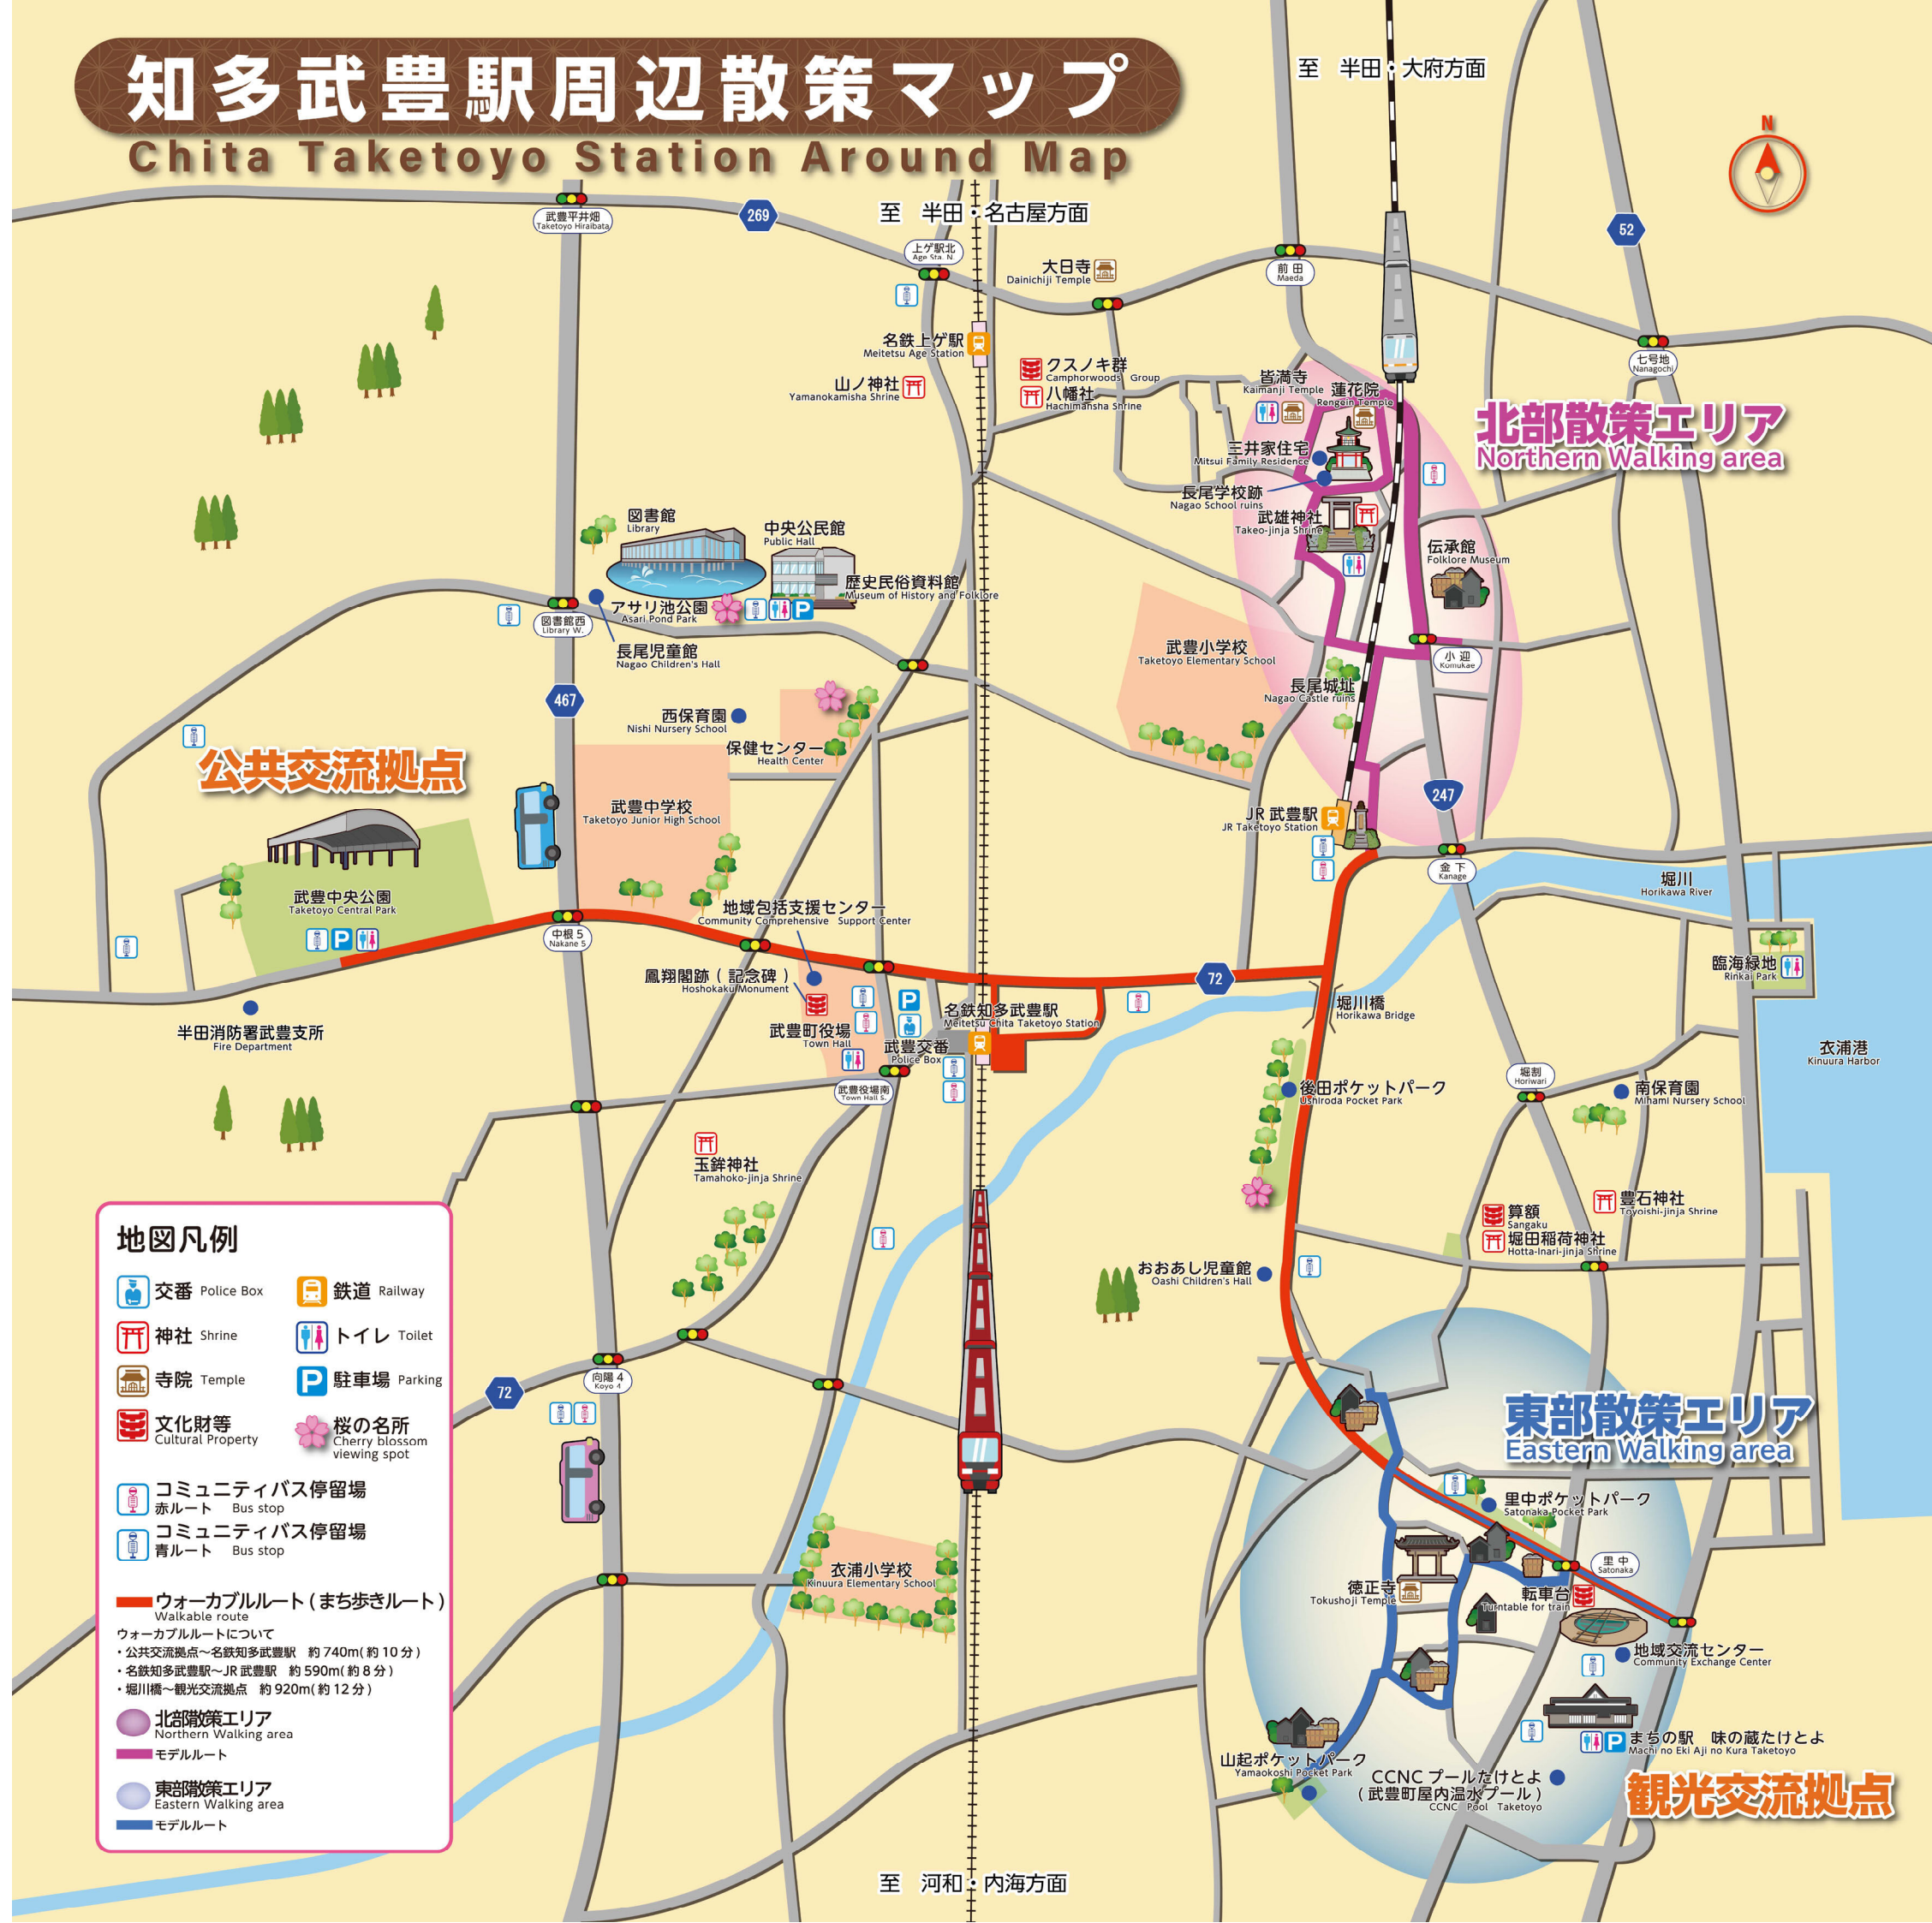 知多武豊駅周辺散策マップ
Chita Taketoyo Station Around Map
至 半田・大府方面
N
至 半田・名古屋方面
269
52
武豊平井畑
Taketoyo Hiraibata
上ゲ駅北
Age Sta. N.
大日寺
Dainichiji Temple
前田
Maeda
七号地
Nanagochi
名鉄上ゲ駅
Meitetsu Age Station
山ノ神社
Yamanokamisha Shrine
クスノキ群
Camphorwoods Group
八幡社
Hachimansha Shrine
皆満寺
Kaimanji Temple
蓮花院
Rengein Temple
北部散策エリア
Northern Walking area
三井家住宅
Mitsui Family Residence
長尾学校跡
Nagao School ruins
武雄神社
Takeo-jinja Shrine
伝承館
Folklore Museum
図書館
Library
中央公民館
Public Hall
歴史民俗資料館
Museum of History and Folklore
アサリ池公園
Asari Pond Park
P
図書館西
Library W.
長尾児童館
Nagao Children's Hall
武豊小学校
Taketoyo Elementary School
小迎
Komukae
長尾城址
Nagao Castle ruins
467
西保育園
Nishi Nursery School
保健センター
Health Center
公共交流拠点
武豊中学校
Taketoyo Junior High School
JR 武豊駅
JR Taketoyo Station
247
金下
Kanage
堀川
Horikawa River
武豊中央公園
Taketoyo Central Park
P
中根 5
Nakane 5
地域包括支援センター
Community Comprehensive Support Center
鳳翔閣跡 ( 記念碑 )
Hoshokaku Monument
72
臨海緑地
Rinkai Park
P
名鉄知多武豊駅
Meitetsu Chita Taketoyo Station
堀川橋
Horikawa Bridge
半田消防署武豊支所
Fire Department
武豊町役場
Town Hall
武豊交番
Police Box
武豊役場南
Town Hall S.
衣浦港
Kinuura Harbor
後田ポケットパーク
Ushiroda Pocket Park
堀割
Horiwari
南保育園
Mihami Nursery School
玉鉾神社
Tamahoko-jinja Shrine
算額
Sangaku
堀田稲荷神社
Hotta-Inari-jinja Shrine
豊石神社
Toyoishi-jinja Shrine
おおあし児童館
Oashi Children's Hall
向陽 4
Koyo 4
72
東部散策エリア
Eastern Walking area
里中ポケットパーク
Satonaka Pocket Park
里中
Satonaka
衣浦小学校
Kinuura Elementary School
徳正寺
Tokushoji Temple
転車台
Turntable for train
地域交流センター
Community Exchange Center
P
まちの駅 味の蔵たけとよ
Machi no Eki Aji no Kura Taketoyo
山起ポケットパーク
Yamaokoshi Pocket Park
CCNC プールたけとよ
( 武豊町屋内温水プール )
CCNC Pool Taketoyo
観光交流拠点
至 河和・内海方面
地図凡例
交番 Police Box
鉄道 Railway
神社 Shrine
トイレ Toilet
寺院 Temple
P 駐車場 Parking
文化財等
Cultural Property
桜の名所
Cherry blossom
viewing spot
コミュニティバス停留場
赤ルート Bus stop
コミュニティバス停留場
青ルート Bus stop
ウォーカブルルート ( まち歩きルート )
Walkable route
ウォーカブルルートについて
・公共交流拠点〜名鉄知多武豊駅 約 740m( 約 10 分 )
・名鉄知多武豊駅〜JR 武豊駅 約 590m( 約 8 分 )
・堀川橋〜観光交流拠点 約 920m( 約 12 分 )
北部散策エリア
Northern Walking area
モデルルート
東部散策エリア
Eastern Walking area
モデルルート